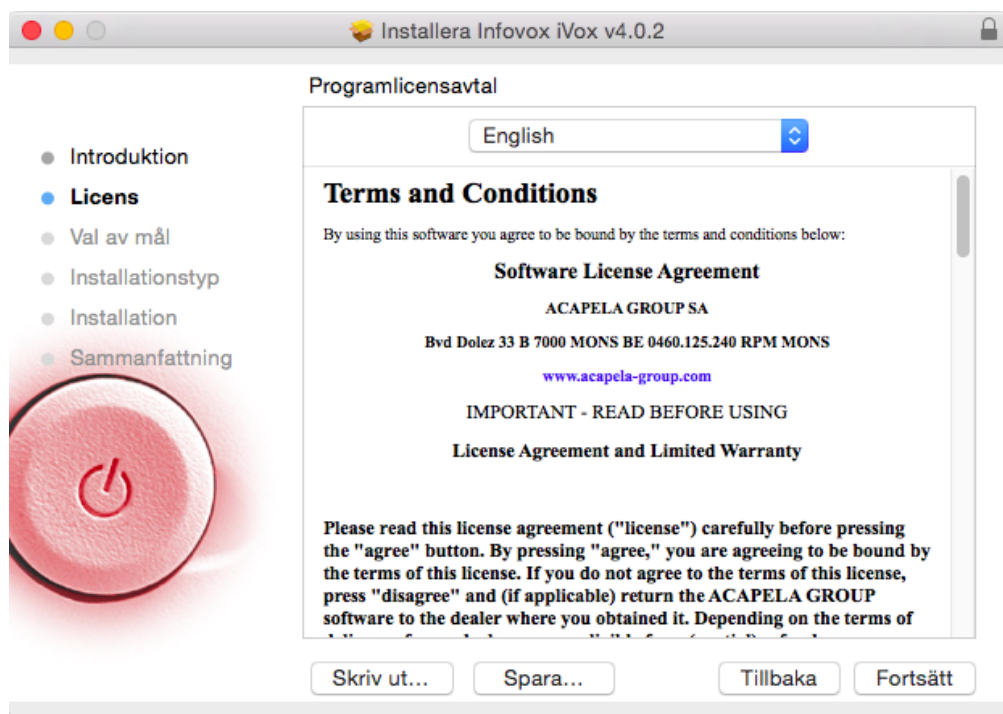 Installera Infovox iVox v4.0.2
Programlicensavtal
English
Introduktion
Licens
Val av mål
Installationstyp
Installation
Sammanfattning
Terms and Conditions
By using this software you agree to be bound by the terms and conditions below:
Software License Agreement
ACAPELA GROUP SA
Bvd Dolez 33 B 7000 MONS BE 0460.125.240 RPM MONS
www.acapela-group.com
IMPORTANT - READ BEFORE USING
License Agreement and Limited Warranty
Please read this license agreement ("license") carefully before pressing
the "agree" button. By pressing "agree," you are agreeing to be bound by
the terms of this license. If you do not agree to the terms of this license,
press "disagree" and (if applicable) return the ACAPELA GROUP
software to the dealer where you obtained it. Depending on the terms of
Skriv ut...
Spara...
Tillbaka
Fortsätt